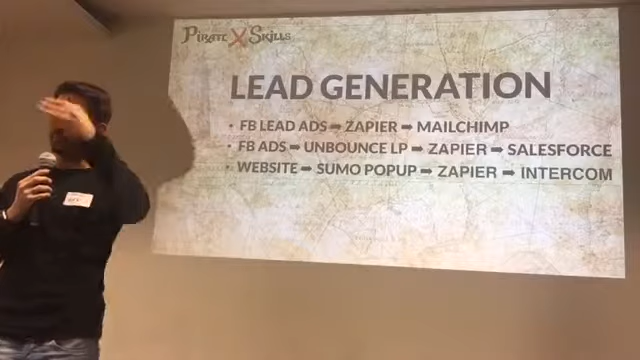 PIRATE X SKILLS
LEAD GENERATION
• FB LEAD ADS ➡ ZAPIER ➡ MAILCHIMP
• FB ADS ➡ UNBOUNCE LP ➡ ZAPIER ➡ SALESFORCE
• WEBSITE ➡ SUMO POPUP ➡ ZAPIER ➡ INTERCOM